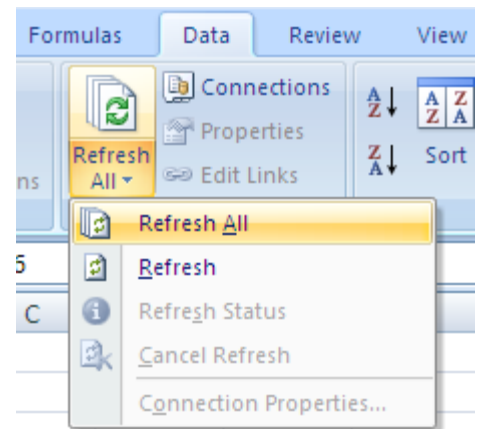 Formulas Data Review View
Connections
Properties
Refresh All
Edit Links
ns
A Z
Z A
A Z
Z A
Sort
Refresh All
5
Refresh
C
Refresh Status
Cancel Refresh
Connection Properties...